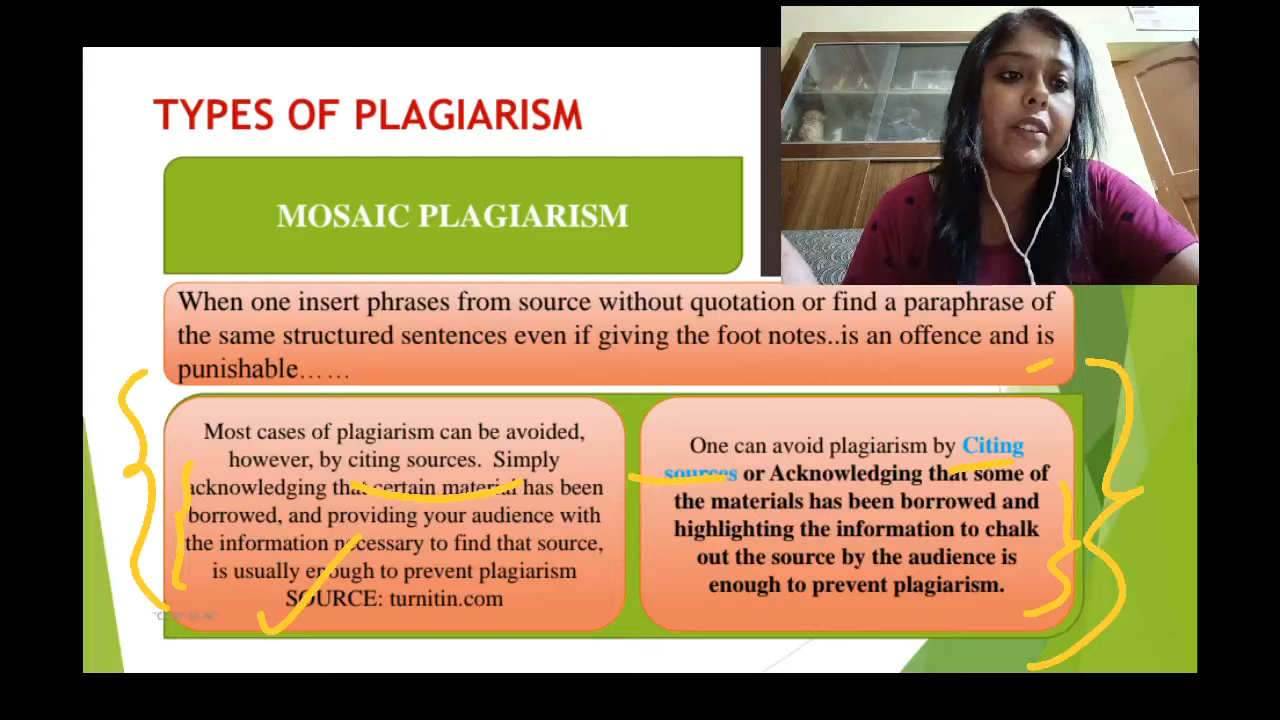 TYPES OF PLAGIARISM
MOSAIC PLAGIARISM
When one insert phrases from source without quotation or find a paraphrase of
the same structured sentences even if giving the foot notes..is an offence and is
punishable……
Most cases of plagiarism can be avoided,
however, by citing sources. Simply
acknowledging that certain material has been
borrowed, and providing your audience with
the information necessary to find that source,
is usually enough to prevent plagiarism
SOURCE: turnitin.com
One can avoid plagiarism by Citing
sources or Acknowledging that some of
the materials has been borrowed and
highlighting the information to chalk
out the source by the audience is
enough to prevent plagiarism.